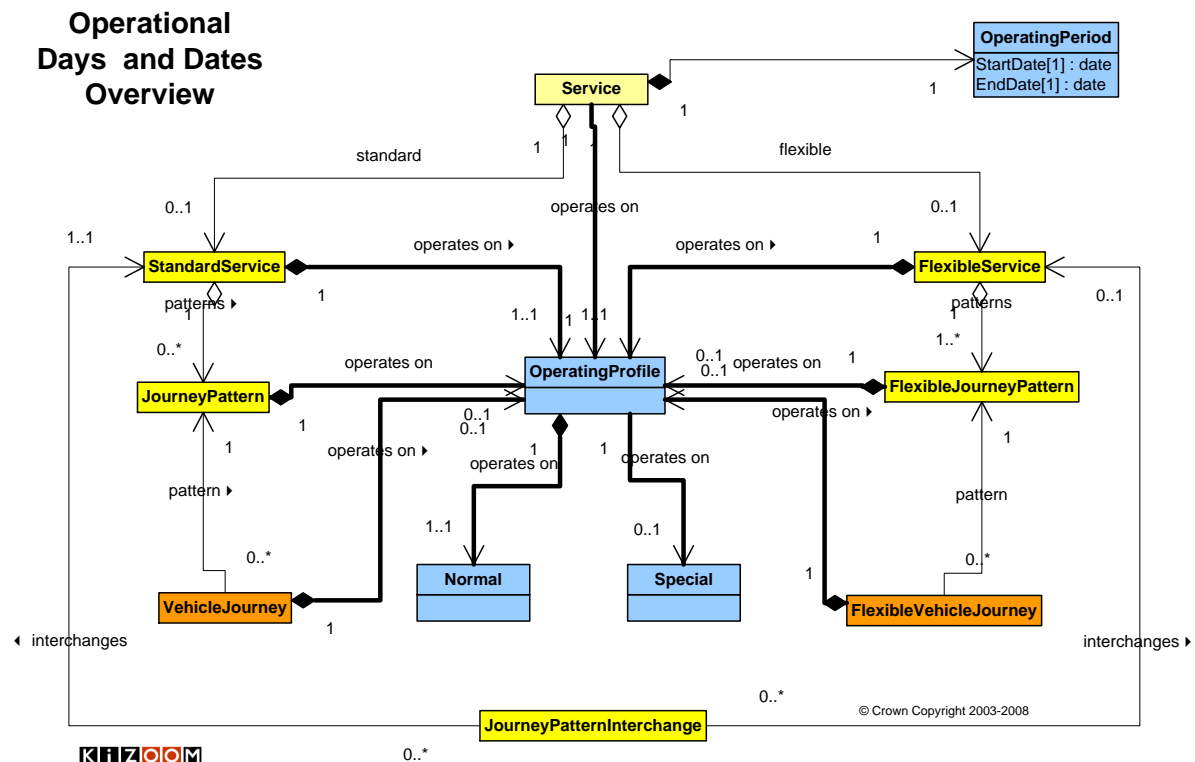 Operational
Days and Dates
Overview
OperatingPeriod
StartDate[1] : date
EndDate[1] : date
Service
1
1
1
1
standard
flexible
0..1
operates on
0..1
1..1
operates on
operates on
1
StandardService
FlexibleService
1
patterns
1
0..1
patterns
1
1..1
1
1..1
0..*
1..*
operates on
0..1
0..1
operates on
1
OperatingProfile
JourneyPattern
FlexibleJourneyPattern
0..1
0..1
operates on
1
1
operates on
1
1
1
operates on
operates on
pattern
pattern
1..1
0..1
0..*
0..*
Normal
Special
1
VehicleJourney
FlexibleVehicleJourney
1
interchanges
interchanges
0..*
© Crown Copyright 2003-2008
JourneyPatternInterchange
KiZOOM
0..*